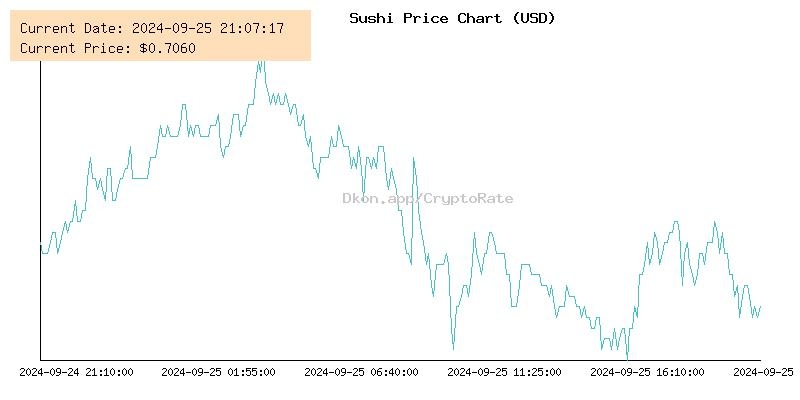 Sushi Price Chart (USD)
Current Date: 2024-09-25 21:07:17
Current Price: $0.7060
Dkon.app/CryptoRate
2024-09-24 21:10:00 2024-09-25 01:55:00 2024-09-25 06:40:00 2024-09-25 11:25:00 2024-09-25 16:10:00 2024-09-25